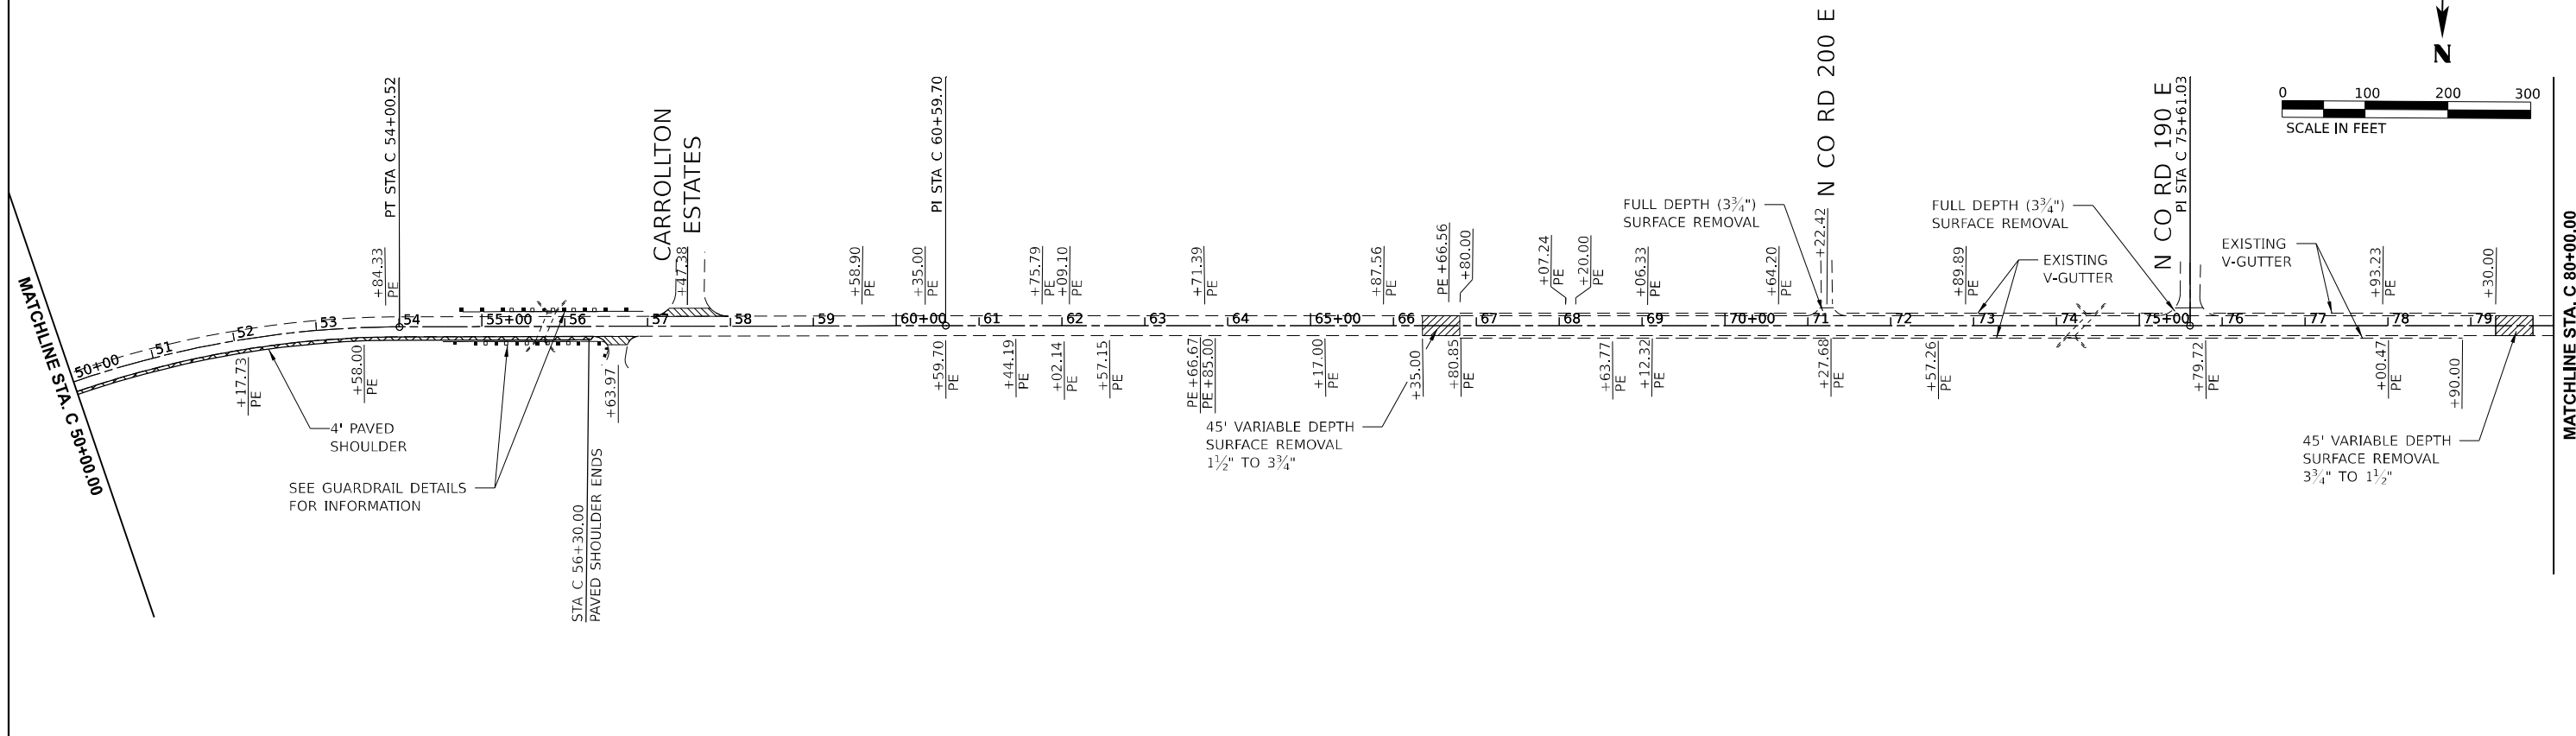 N
0 100 200 300
SCALE IN FEET
MATCHLINE STA. C 50+00.00
MATCHLINE STA. C 80+00.00
PT STA C 54+00.52
CARROLLTON
ESTATES
PI STA C 60+59.70
N CO RD 200 E
N CO RD 190 E
PI STA C 75+61.03
FULL DEPTH (3¾")
SURFACE REMOVAL
FULL DEPTH (3¾")
SURFACE REMOVAL
EXISTING
V-GUTTER
EXISTING
V-GUTTER
+84.33
PE
+47.38
+58.90
PE
+35.00
PE
+75.79
PE
+09.10
PE
+71.39
PE
+87.56
PE
PE +66.56
+80.00
+07.24
PE
+20.00
PE
+06.33
PE
+64.20
PE
+22.42
+89.89
PE
+93.23
PE
+30.00
50+00 51 52 53 54 55+00 56 57 58 59 60+00 61 62 63 64 65+00 66 67 68 69 70+00 71 72 73 74 75+00 76 77 78 79
+17.73
PE
+58.00
PE
+63.97
+59.70
PE
+44.19
PE
+02.14
PE
+57.15
PE
PE +66.67
PE +85.00
+17.00
PE
+35.00
+80.85
PE
+63.77
PE
+12.32
PE
+27.68
PE
+57.26
PE
+79.72
PE
+00.47
PE
+90.00
4' PAVED
SHOULDER
SEE GUARDRAIL DETAILS
FOR INFORMATION
STA C 56+30.00
PAVED SHOULDER ENDS
45' VARIABLE DEPTH
SURFACE REMOVAL
1½" TO 3¾"
45' VARIABLE DEPTH
SURFACE REMOVAL
3¾" TO 1½"